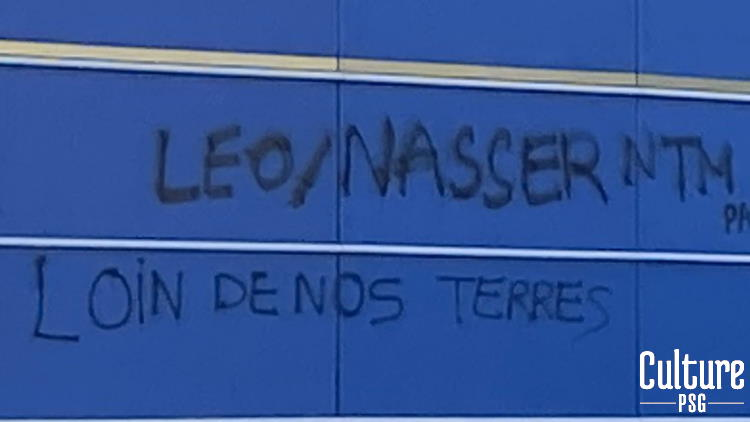 LEO/NASSER NTM
LOIN DE NOS TERRES
Culture
PSG